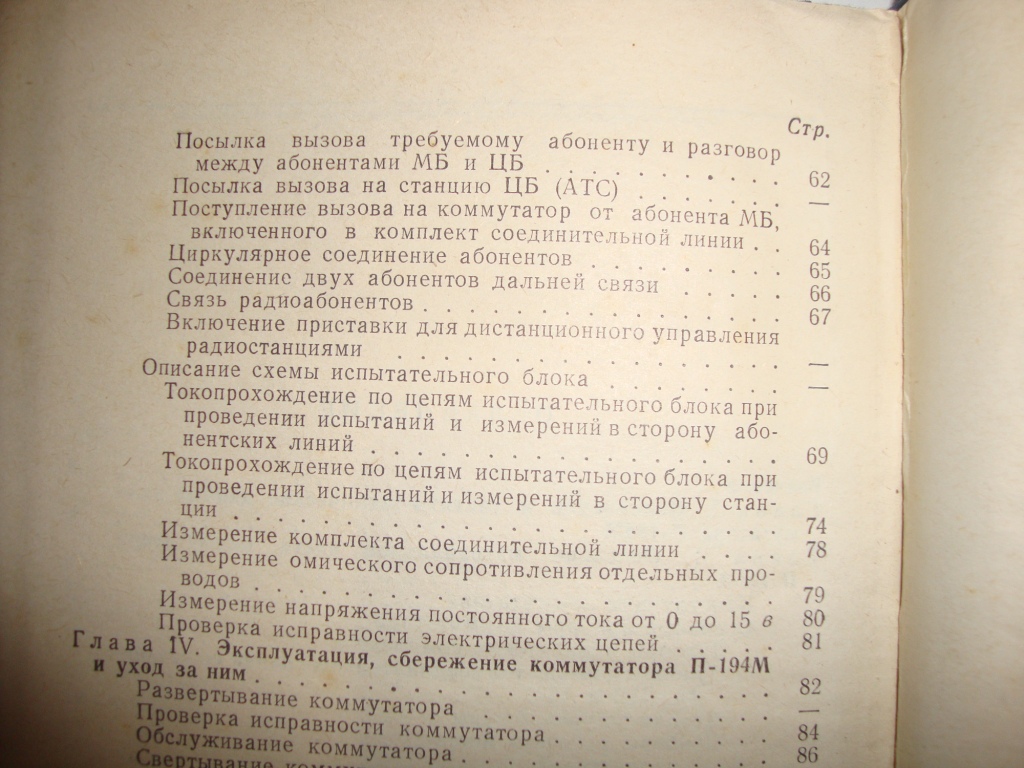 Стр.
Посылка вызова требуемому абоненту и разговор
между абонентами МБ и ЦБ . . . . . . . . . . . 62
Посылка вызова на станцию ЦБ (АТС) . . . . . . . —
Поступление вызова на коммутатор от абонента МБ,
включенного в комплект соединительной линии . . 64
Циркулярное соединение абонентов . . . . . . . . . 65
Соединение двух абонентов дальней связи . . . . . 66
Связь радиоабонентов . . . . . . . . . . . . . . . . 67
Включение приставки для дистанционного управления
радиостанциями . . . . . . . . . . . . . . . . . —
Описание схемы испытательного блока . . . . . . . . —
Токопрохождение по цепям испытательного блока при
проведении испытаний и измерений в сторону або-
нентских линий . . . . . . . . . . . . . . . . . . 69
Токопрохождение по цепям испытательного блока при
проведении испытаний и измерений в сторону стан-
ции . . . . . . . . . . . . . . . . . . . . . . . . 74
Измерение комплекта соединительной линии . . . . 78
Измерение омического сопротивления отдельных про-
водов . . . . . . . . . . . . . . . . . . . . . . . 79
Измерение напряжения постоянного тока от 0 до 15 в 80
Проверка исправности электрических цепей . . . . . 81
Глава IV. Эксплуатация, сбережение коммутатора П-194М
и уход за ним . . . . . . . . . . . . . . . . . . . . 82
Развертывание коммутатора . . . . . . . . . . . . . —
Проверка исправности коммутатора . . . . . . . . . 84
Обслуживание коммутатора . . . . . . . . . . . . . 86
Свертывание